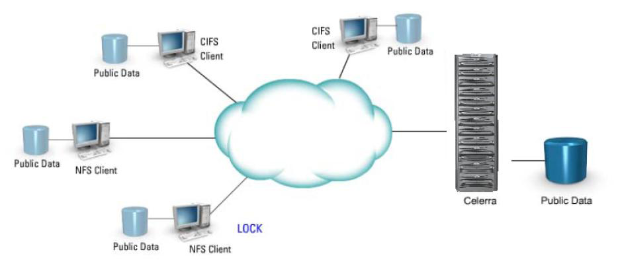 CIFS
Client
Public Data
CIFS
Client
Public Data
Public Data
NFS Client
Celerra
Public Data
LOCK
Public Data
NFS Client